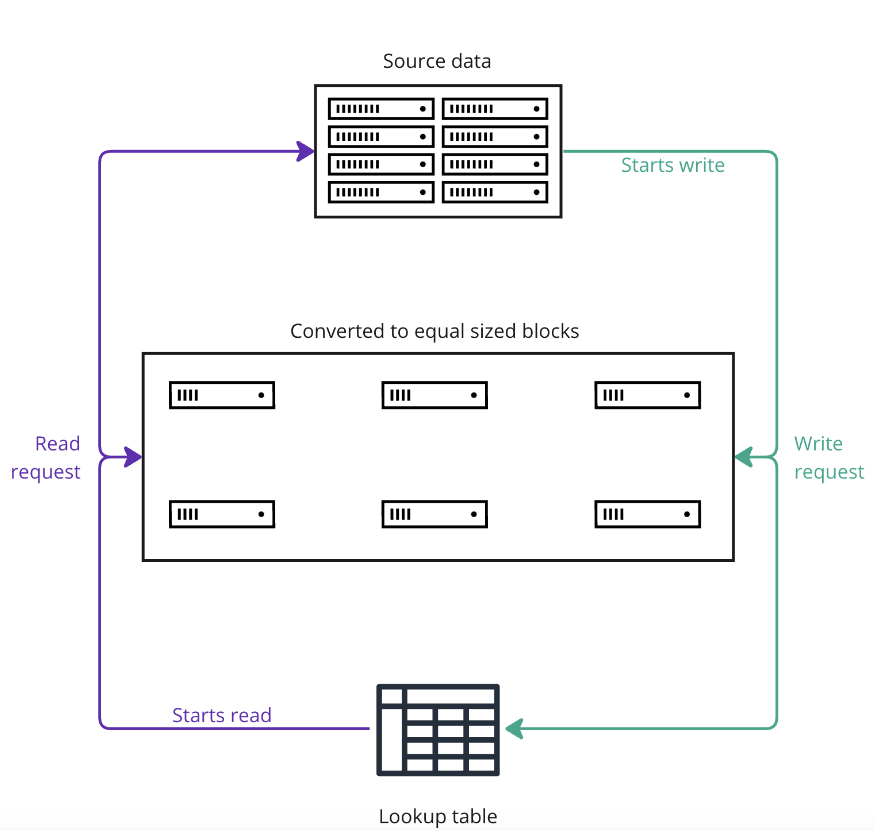 Source data
Starts write
Converted to equal sized blocks
Read
request
Write
request
Starts read
Lookup table